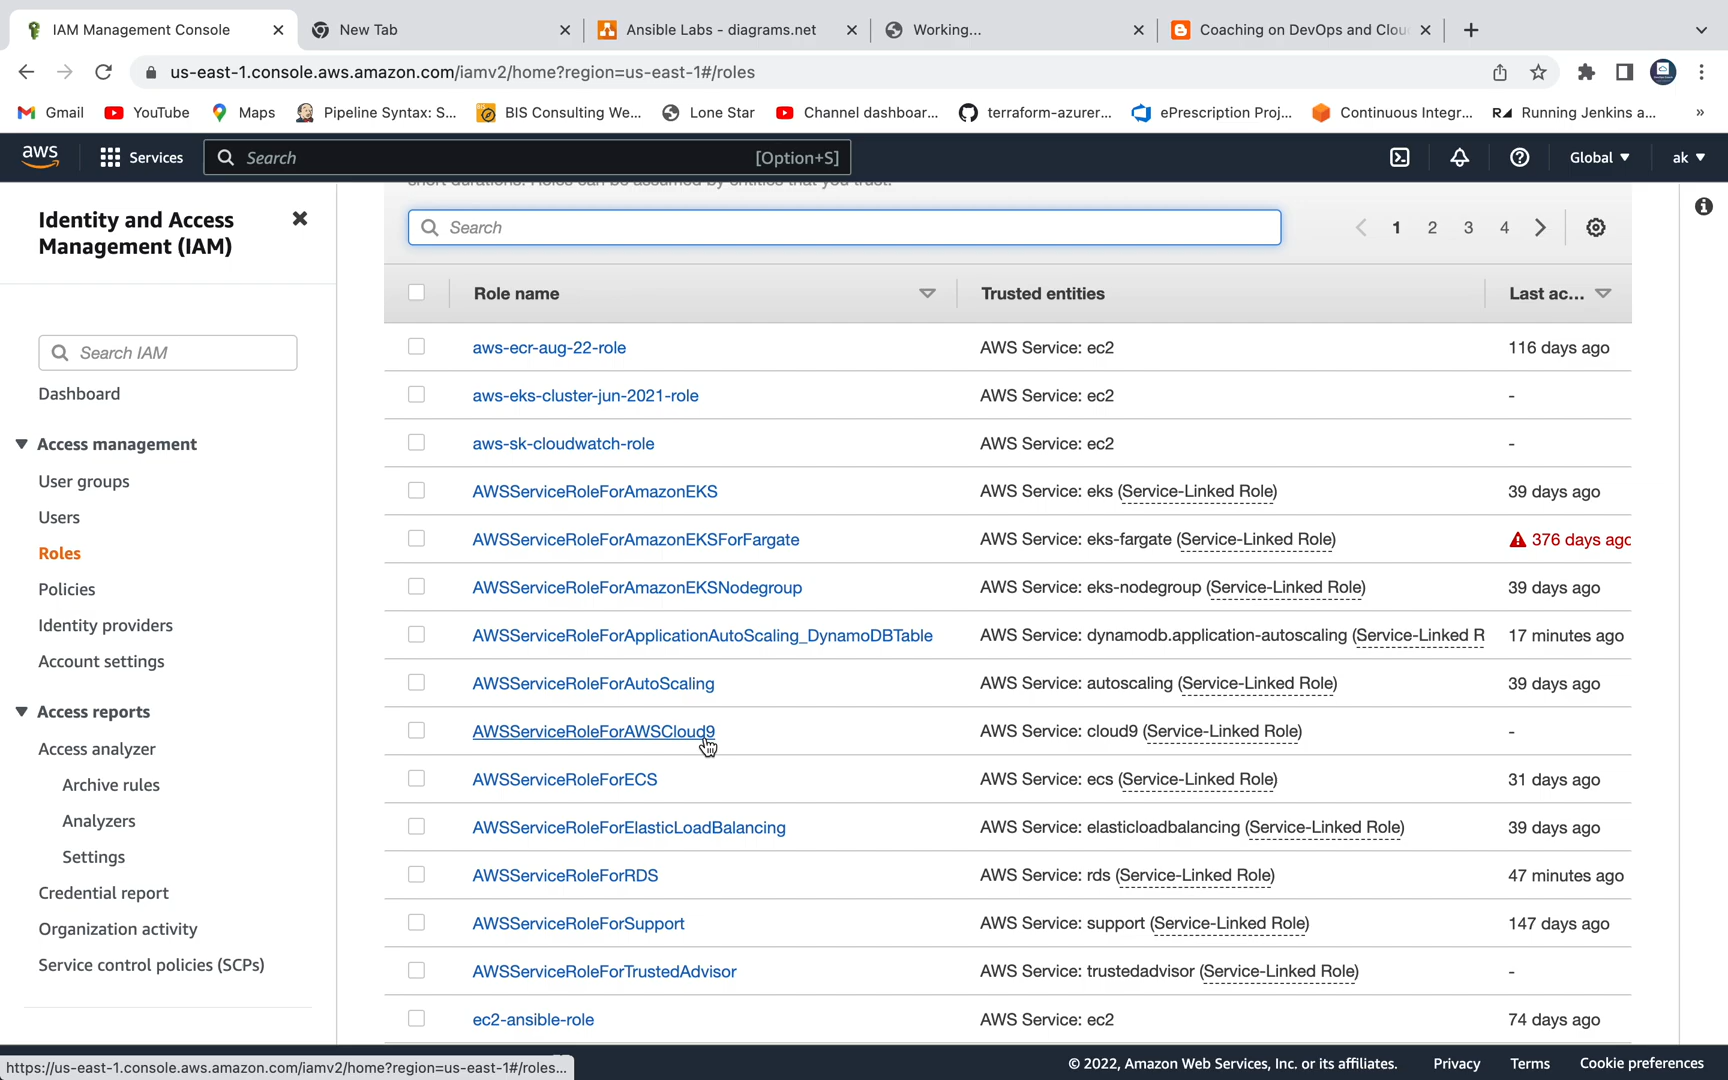 IAM Management Console
New Tab
Ansible Labs - diagrams.net
Working...
Coaching on DevOps and Clou
us-east-1.console.aws.amazon.com/iamv2/home?region=us-east-1#/roles
Gmail
YouTube
Maps
Pipeline Syntax: S...
BIS Consulting We...
Lone Star
Channel dashboar...
terraform-azurer...
ePrescription Proj...
Continuous Integr...
Running Jenkins a...
»
aws
Services
Search
[Option+S]
Global
ak
short durations. Roles can be assumed by entities that you trust.
Identity and Access
Management (IAM)
Search IAM
Dashboard
Access management
User groups
Users
Roles
Policies
Identity providers
Account settings
Access reports
Access analyzer
Archive rules
Analyzers
Settings
Credential report
Organization activity
Service control policies (SCPs)
Search
1 2 3 4
Role name Trusted entities Last ac...
aws-ecr-aug-22-role AWS Service: ec2 116 days ago
aws-eks-cluster-jun-2021-role AWS Service: ec2 -
aws-sk-cloudwatch-role AWS Service: ec2 -
AWSServiceRoleForAmazonEKS AWS Service: eks (Service-Linked Role) 39 days ago
AWSServiceRoleForAmazonEKSForFargate AWS Service: eks-fargate (Service-Linked Role) 376 days ago
AWSServiceRoleForAmazonEKSNodegroup AWS Service: eks-nodegroup (Service-Linked Role) 39 days ago
AWSServiceRoleForApplicationAutoScaling_DynamoDBTable AWS Service: dynamodb.application-autoscaling (Service-Linked R 17 minutes ago
AWSServiceRoleForAutoScaling AWS Service: autoscaling (Service-Linked Role) 39 days ago
AWSServiceRoleForAWSCloud9 AWS Service: cloud9 (Service-Linked Role) -
AWSServiceRoleForECS AWS Service: ecs (Service-Linked Role) 31 days ago
AWSServiceRoleForElasticLoadBalancing AWS Service: elasticloadbalancing (Service-Linked Role) 39 days ago
AWSServiceRoleForRDS AWS Service: rds (Service-Linked Role) 47 minutes ago
AWSServiceRoleForSupport AWS Service: support (Service-Linked Role) 147 days ago
AWSServiceRoleForTrustedAdvisor AWS Service: trustedadvisor (Service-Linked Role) -
ec2-ansible-role AWS Service: ec2 74 days ago
https://us-east-1.console.aws.amazon.com/iamv2/home?region=us-east-1#/roles...
© 2022, Amazon Web Services, Inc. or its affiliates. Privacy Terms Cookie preferences